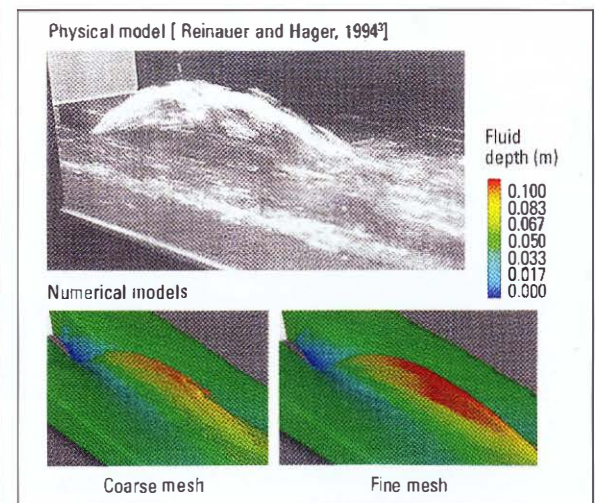 Physical model [ Reinauer and Hager, 1994³]
Fluid
depth (m)
0.100
0.083
0.067
0.050
0.033
0.017
0.000
Numerical models
Coarse mesh
Fine mesh